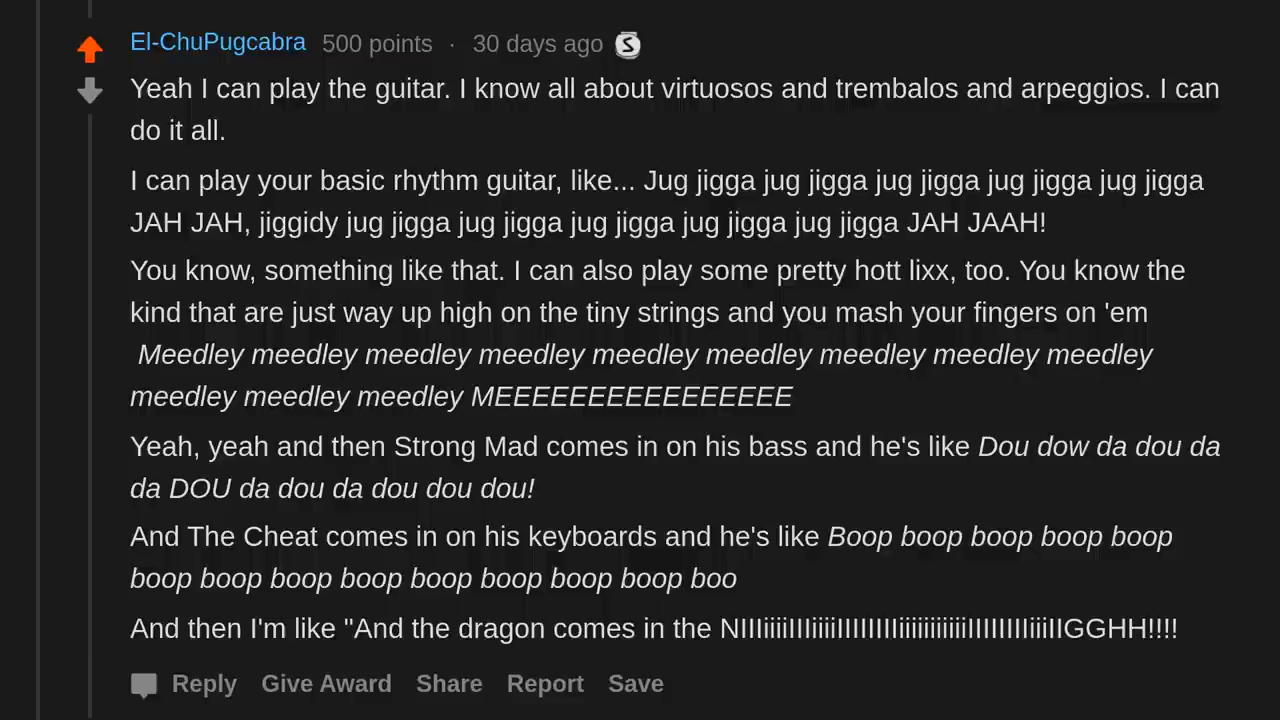 El-ChuPugcabra 500 points · 30 days ago
Yeah I can play the guitar. I know all about virtuosos and trembalos and arpeggios. I can
do it all.
I can play your basic rhythm guitar, like... Jug jigga jug jigga jug jigga jug jigga jug jigga
JAH JAH, jiggidy jug jigga jug jigga jug jigga jug jigga jug jigga JAH JAAH!
You know, something like that. I can also play some pretty hott lixx, too. You know the
kind that are just way up high on the tiny strings and you mash your fingers on 'em
Meedley meedley meedley meedley meedley meedley meedley meedley meedley
meedley meedley meedley MEEEEEEEEEEEEEEEE
Yeah, yeah and then Strong Mad comes in on his bass and he's like Dou dow da dou da
da DOU da dou da dou dou dou!
And The Cheat comes in on his keyboards and he's like Boop boop boop boop boop
boop boop boop boop boop boop boop boop boo
And then I'm like "And the dragon comes in the NIIIiiiiIIIiiiiIIIIIIIIiiiiiiiiiiiIIIIIIIIiiiIIGGHH!!!!
Reply Give Award Share Report Save